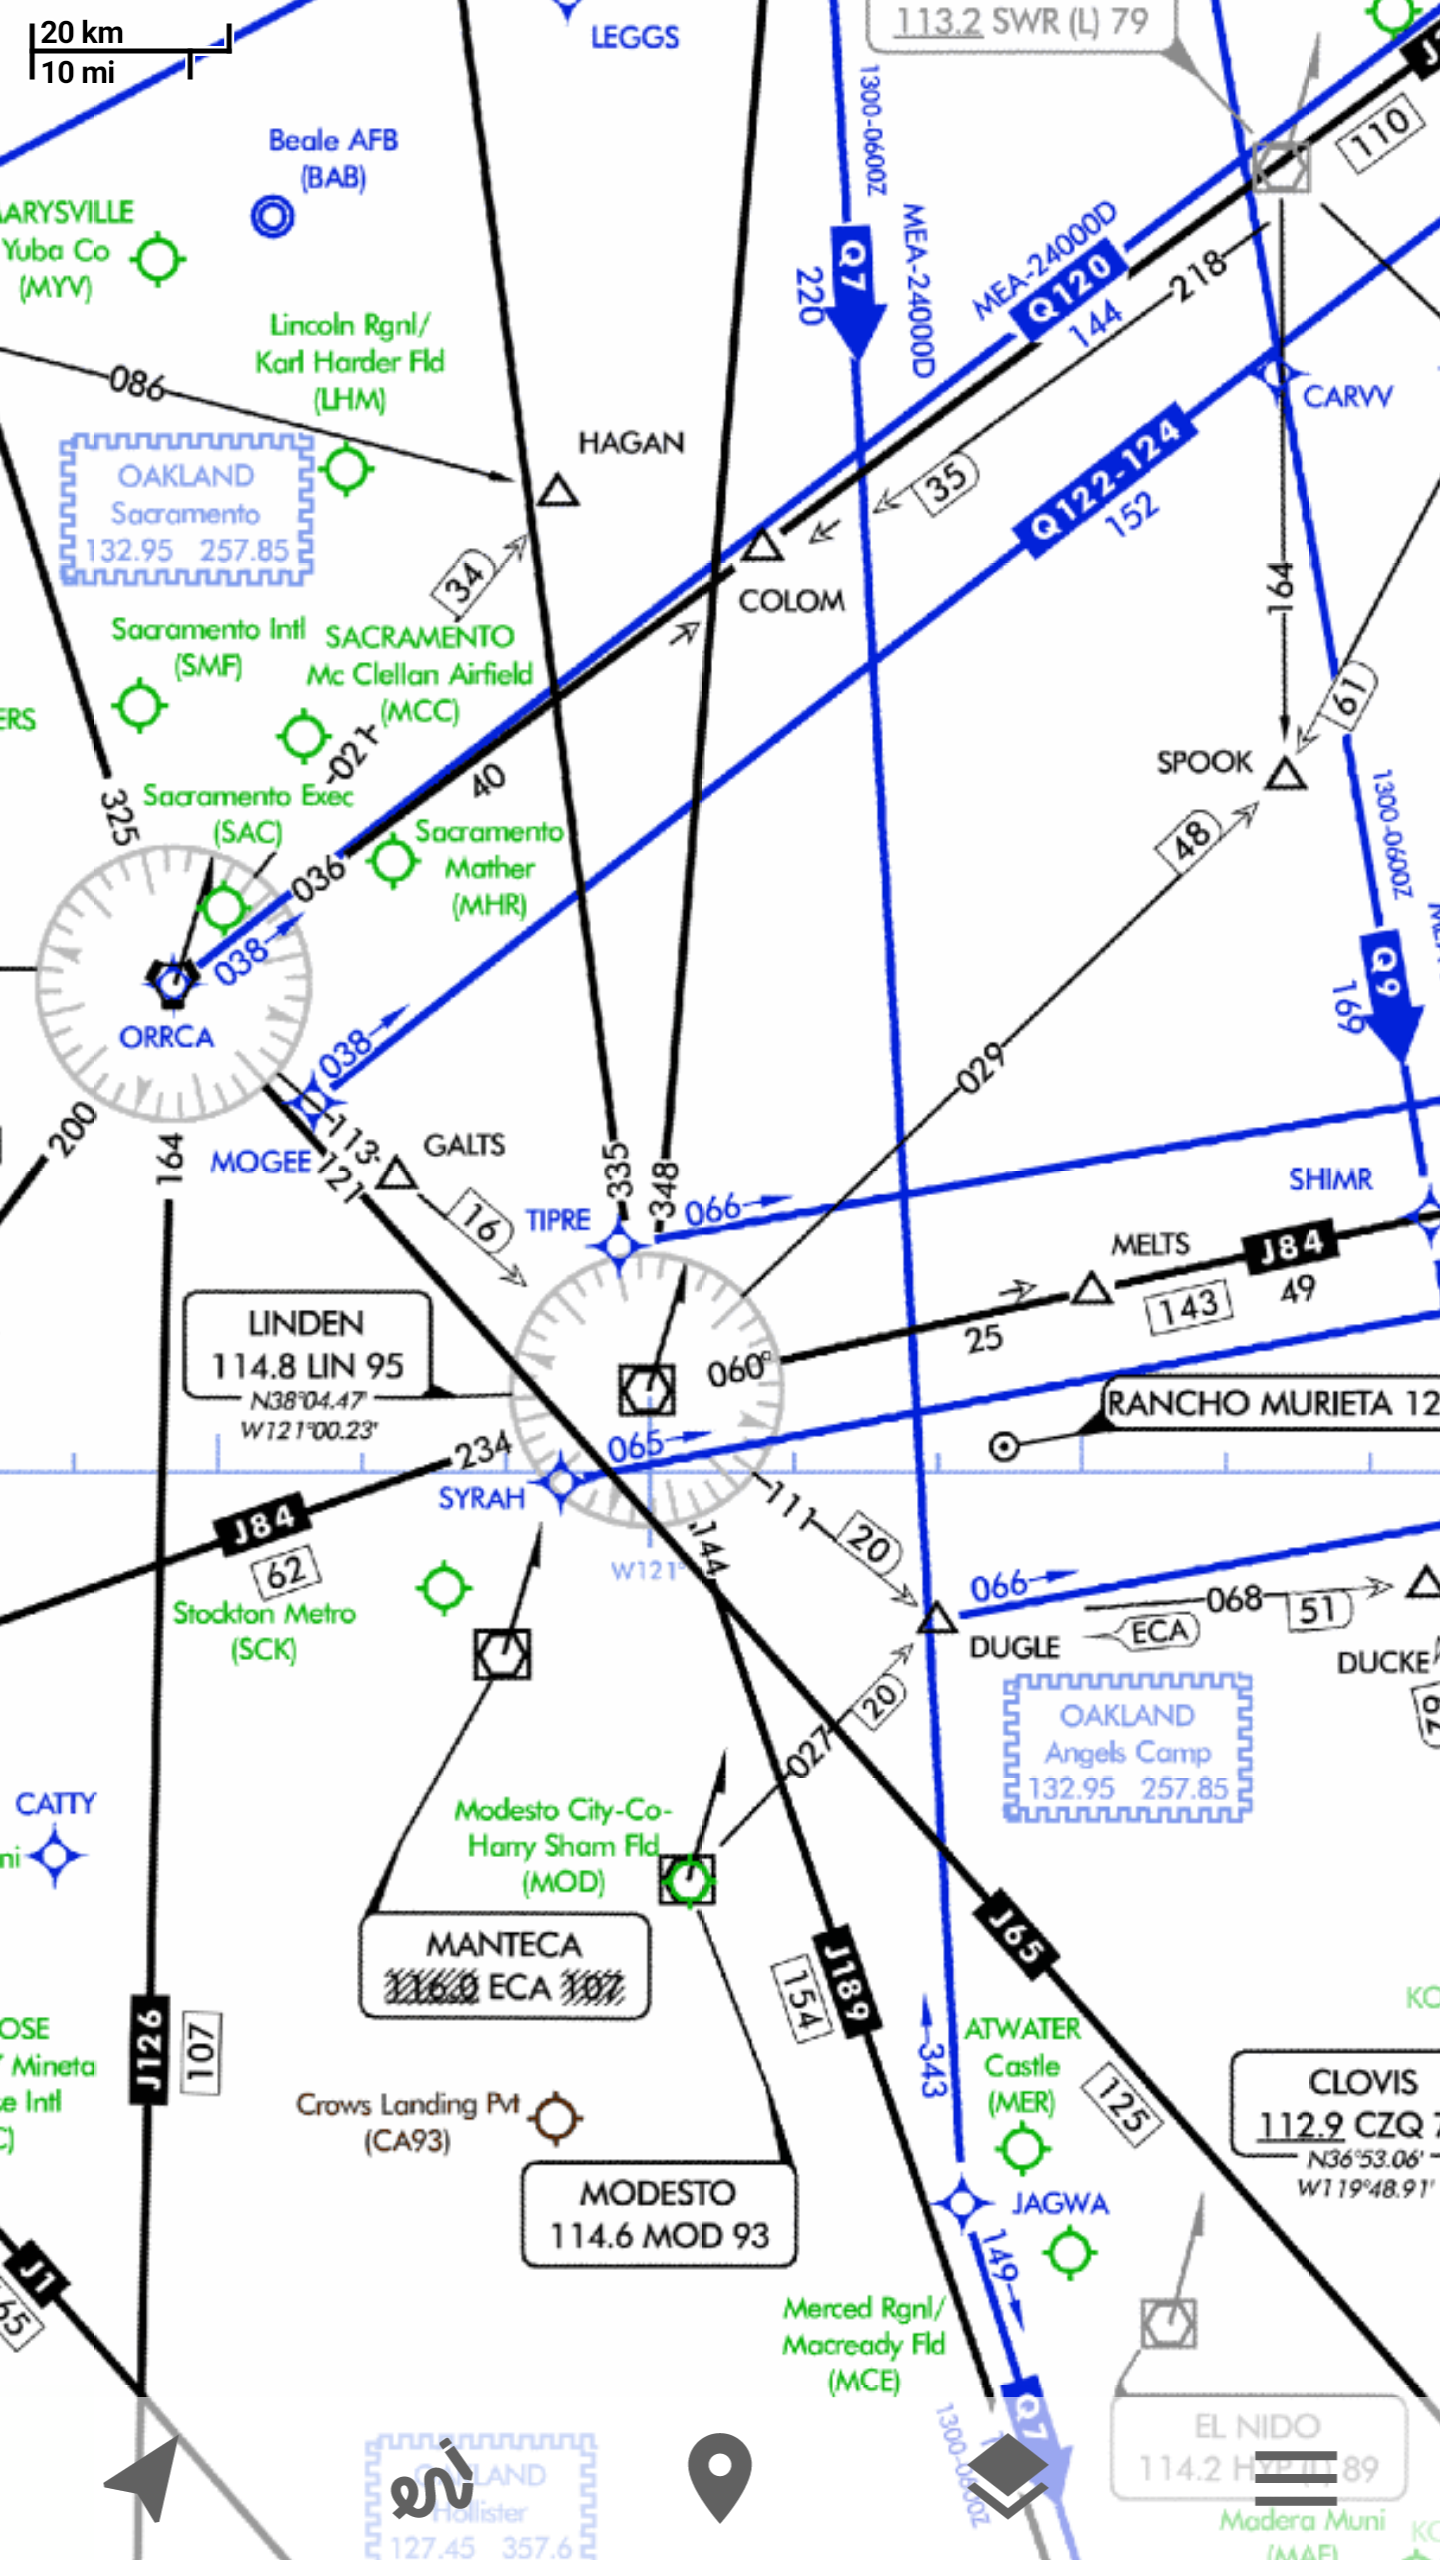 20 km
10 mi
LEGGS
113.2 SWR (L) 79
1300-0600Z
110
Beale AFB
(BAB)
ARYSVILLE
Yuba Co
(MYV)
Q7
220
MEA-24000D
MEA-24000D
Q120
144
218
Lincoln Rgnl/
Karl Harder Fld
(LHM)
086
CARVV
HAGAN
Q122-124
152
35
OAKLAND
Sacramento
132.95 257.85
34
COLOM
164
Sacramento Intl
(SMF)
SACRAMENTO
Mc Clellan Airfield
(MCC)
ERS
61
021
SPOOK
40
325
Sacramento Exec
(SAC)
Sacramento
Mather
(MHR)
1300-0600Z
48
036
038
Q9
169
ORRCA
038
029
200
164
MOGEE
113
121
GALTS
335
348
16
TIPRE
066
SHIMR
MELTS
J84
49
143
LINDEN
114.8 LIN 95
N38°04.47'
W121°00.23'
060°
25
RANCHO MURIETA 12
234
065
SYRAH
J84
62
111
20
144
W121°
Stockton Metro
(SCK)
066
068
51
ECA
DUGLE
DUCKE
20
62
OAKLAND
Angels Camp
132.95 257.85
027
CATTY
ni
Modesto City-Co-
Harry Sham Fld
(MOD)
J65
MANTECA
116.0 ECA 107
154
J189
KO
J126
107
OSE
Mineta
e Intl
C)
343
ATWATER
Castle
(MER)
125
CLOVIS
112.9 CZQ 7
N36°53.06'
W119°48.91'
Crows Landing Pvt
(CA93)
MODESTO
114.6 MOD 93
JAGWA
149
J1
65
Merced Rgnl/
Macready Fld
(MCE)
Q7
1300-0600Z
EL NIDO
114.2 HYP (L) 89
OAKLAND
Hollister
127.45 357.6
Madera Muni
(MAE)
KO